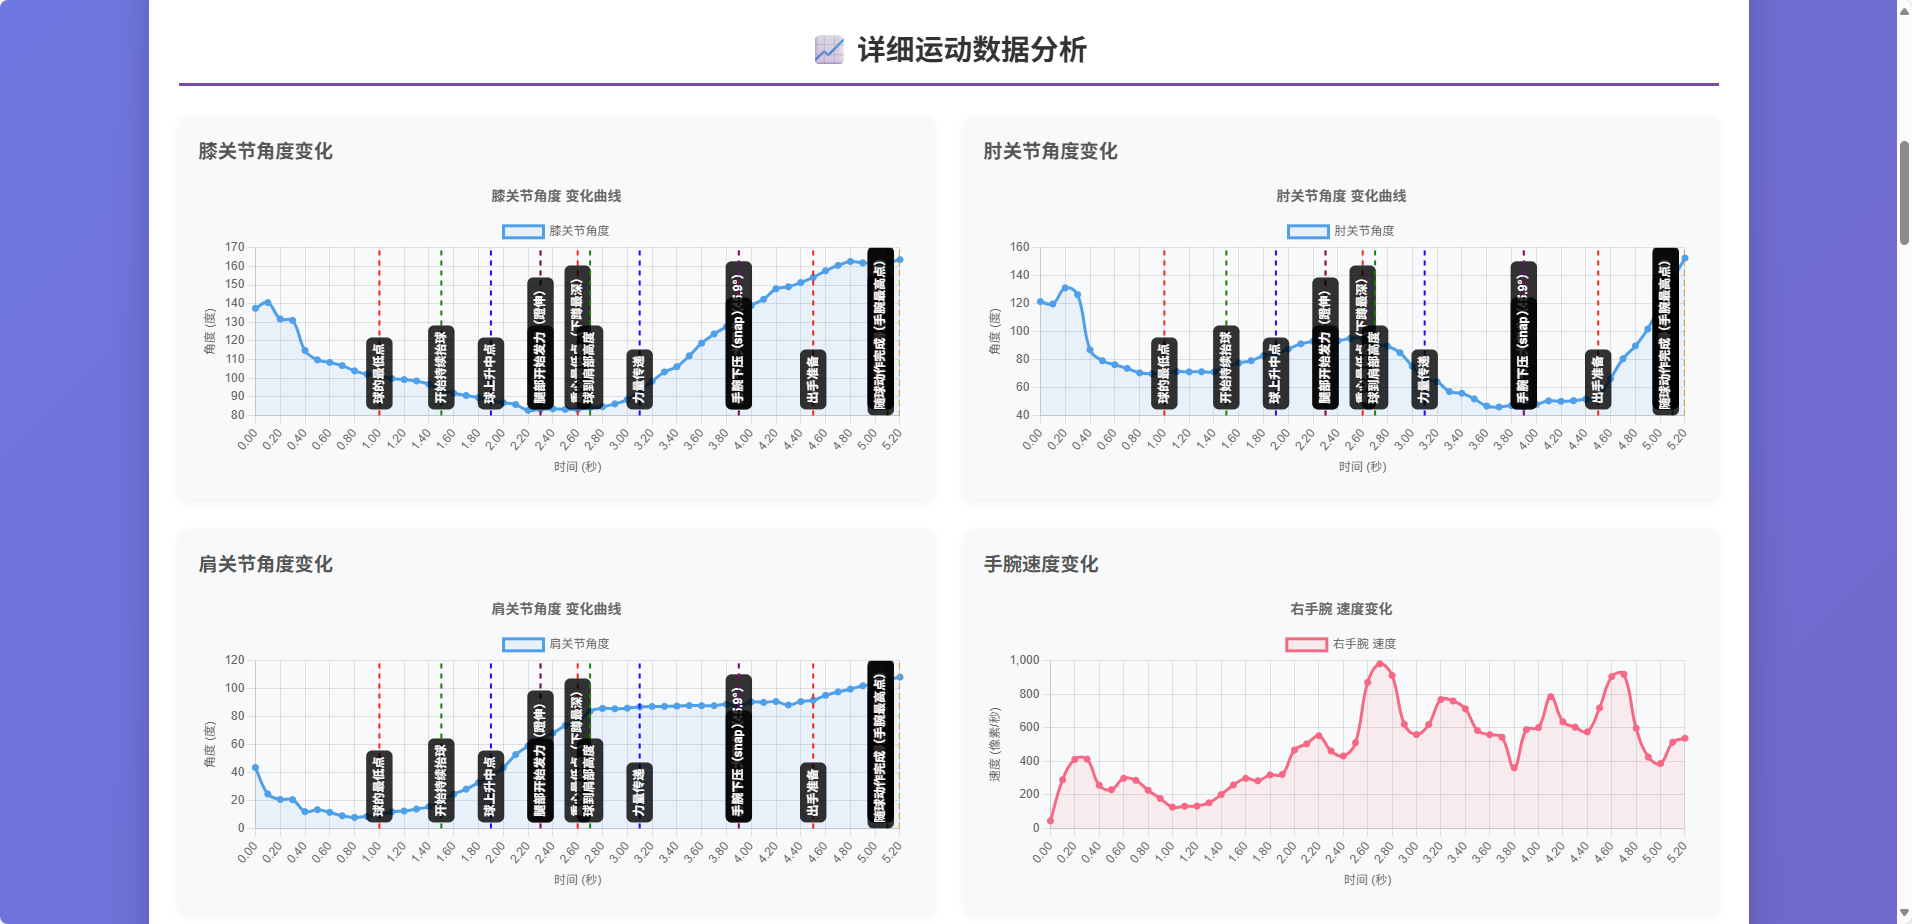 详细运动数据分析
膝关节角度变化
膝关节角度 变化曲线
膝关节角度
角度 (度)
170
160
150
140
130
120
110
100
90
80
球的最低点
开始持续抬球
球上升中点
腿部开始发力（蹬伸）
球到肩部高度
力量传递
手腕下压（snap）
出手准备
随球动作完成（手腕最高点）
0.00 0.20 0.40 0.60 0.80 1.00 1.20 1.40 1.60 1.80 2.00 2.20 2.40 2.60 2.80 3.00 3.20 3.40 3.60 3.80 4.00 4.20 4.40 4.60 4.80 5.00 5.20
时间 (秒)
肘关节角度变化
肘关节角度 变化曲线
肘关节角度
角度 (度)
160
140
120
100
80
60
40
球的最低点
开始持续抬球
球上升中点
腿部开始发力（蹬伸）
球到肩部高度
力量传递
手腕下压（snap）
出手准备
随球动作完成（手腕最高点）
0.00 0.20 0.40 0.60 0.80 1.00 1.20 1.40 1.60 1.80 2.00 2.20 2.40 2.60 2.80 3.00 3.20 3.40 3.60 3.80 4.00 4.20 4.40 4.60 4.80 5.00 5.20
时间 (秒)
肩关节角度变化
肩关节角度 变化曲线
肩关节角度
角度 (度)
120
100
80
60
40
20
0
球的最低点
开始持续抬球
球上升中点
腿部开始发力（蹬伸）
球到肩部高度
力量传递
手腕下压（snap）
出手准备
随球动作完成（手腕最高点）
0.00 0.20 0.40 0.60 0.80 1.00 1.20 1.40 1.60 1.80 2.00 2.20 2.40 2.60 2.80 3.00 3.20 3.40 3.60 3.80 4.00 4.20 4.40 4.60 4.80 5.00 5.20
时间 (秒)
手腕速度变化
右手腕 速度变化
右手腕 速度
速度 (像素/秒)
1,000
800
600
400
200
0
0.00 0.20 0.40 0.60 0.80 1.00 1.20 1.40 1.60 1.80 2.00 2.20 2.40 2.60 2.80 3.00 3.20 3.40 3.60 3.80 4.00 4.20 4.40 4.60 4.80 5.00 5.20
时间 (秒)